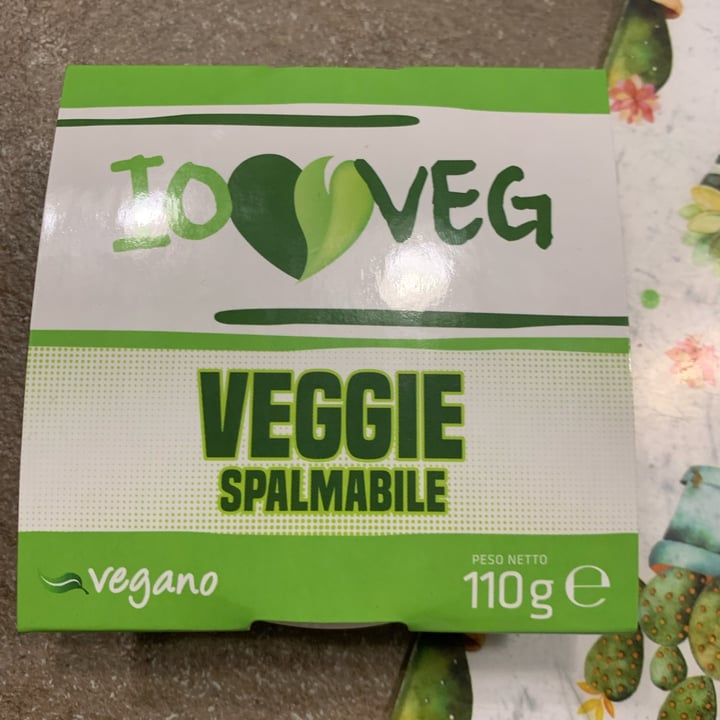 IO VEG
VEGGIE
SPALMABILE
vegano
PESO NETTO
110g ℮